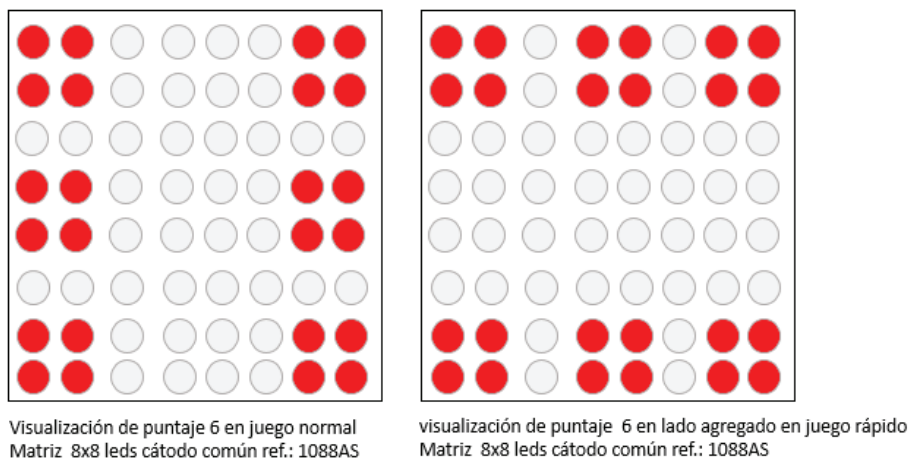 Visualización de puntaje 6 en juego normal
Matriz 8x8 leds cátodo común ref.: 1088AS
visualización de puntaje 6 en lado agregado en juego rápido
Matriz 8x8 leds cátodo común ref.: 1088AS